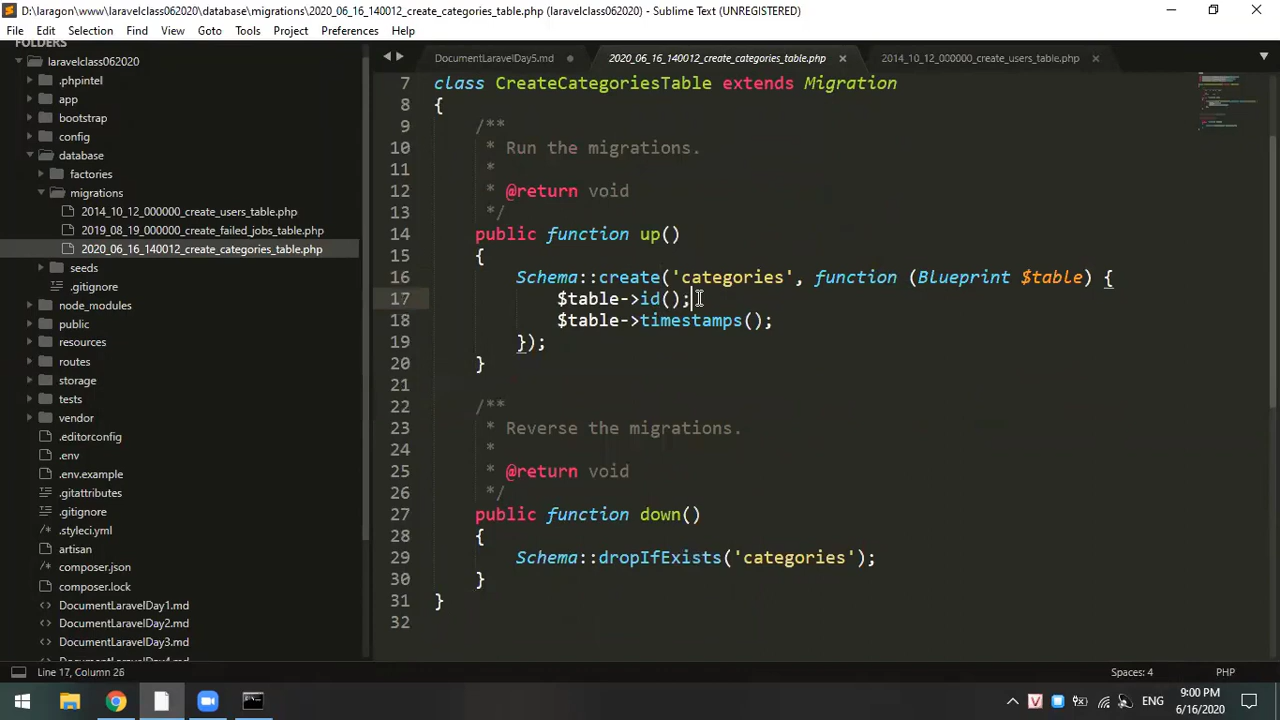 D:\laragon\www\laravelclass062020\database\migrations\2020_06_16_140012_create_categories_table.php (laravelclass062020) - Sublime Text (UNREGISTERED)
File Edit Selection Find View Goto Tools Project Preferences Help
FOLDERS
laravelclass062020
.phpintel
app
bootstrap
config
database
factories
migrations
2014_10_12_000000_create_users_table.php
2019_08_19_000000_create_failed_jobs_table.php
2020_06_16_140012_create_categories_table.php
seeds
.gitignore
node_modules
public
resources
routes
storage
tests
vendor
.editorconfig
.env
.env.example
.gitattributes
.gitignore
.styleci.yml
artisan
composer.json
composer.lock
DocumentLaravelDay1.md
DocumentLaravelDay2.md
DocumentLaravelDay3.md
DocumentLaravelDay4.md
DocumentLaravelDay5.md 2020_06_16_140012_create_categories_table.php 2014_10_12_000000_create_users_table.php
7 class CreateCategoriesTable extends Migration
8 {
9 /**
10 * Run the migrations.
11 *
12 * @return void
13 */
14 public function up()
15 {
16 Schema::create('categories', function (Blueprint $table) {
17 $table->id();
18 $table->timestamps();
19 });
20 }
21
22 /**
23 * Reverse the migrations.
24 *
25 * @return void
26 */
27 public function down()
28 {
29 Schema::dropIfExists('categories');
30 }
31 }
32
Line 17, Column 26 Spaces: 4 PHP
ENG
9:00 PM
6/16/2020